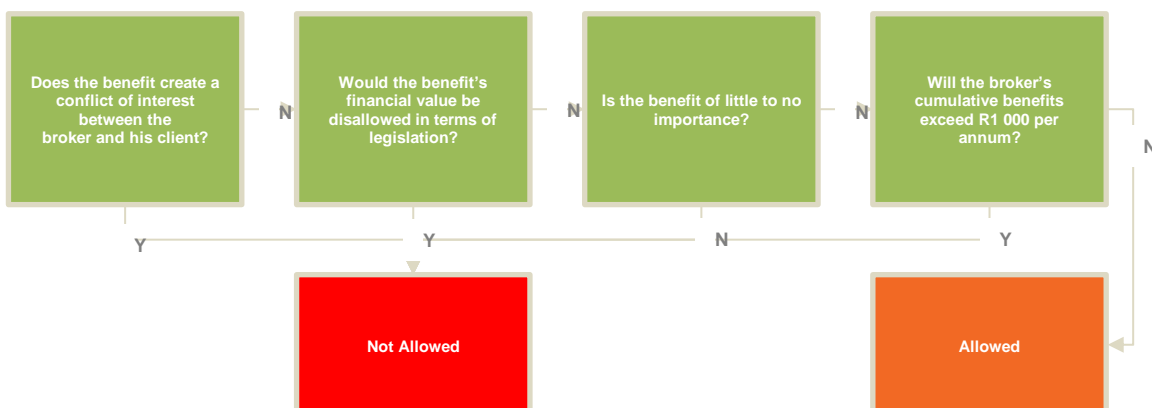 Does the benefit create a
conflict of interest
between the
broker and his client?
N
Would the benefit's
financial value be
disallowed in terms of
legislation?
N
Is the benefit of little to no
importance?
N
Will the broker's
cumulative benefits
exceed R1 000 per
annum?
N
Y
Y
N
Y
Not Allowed
Allowed